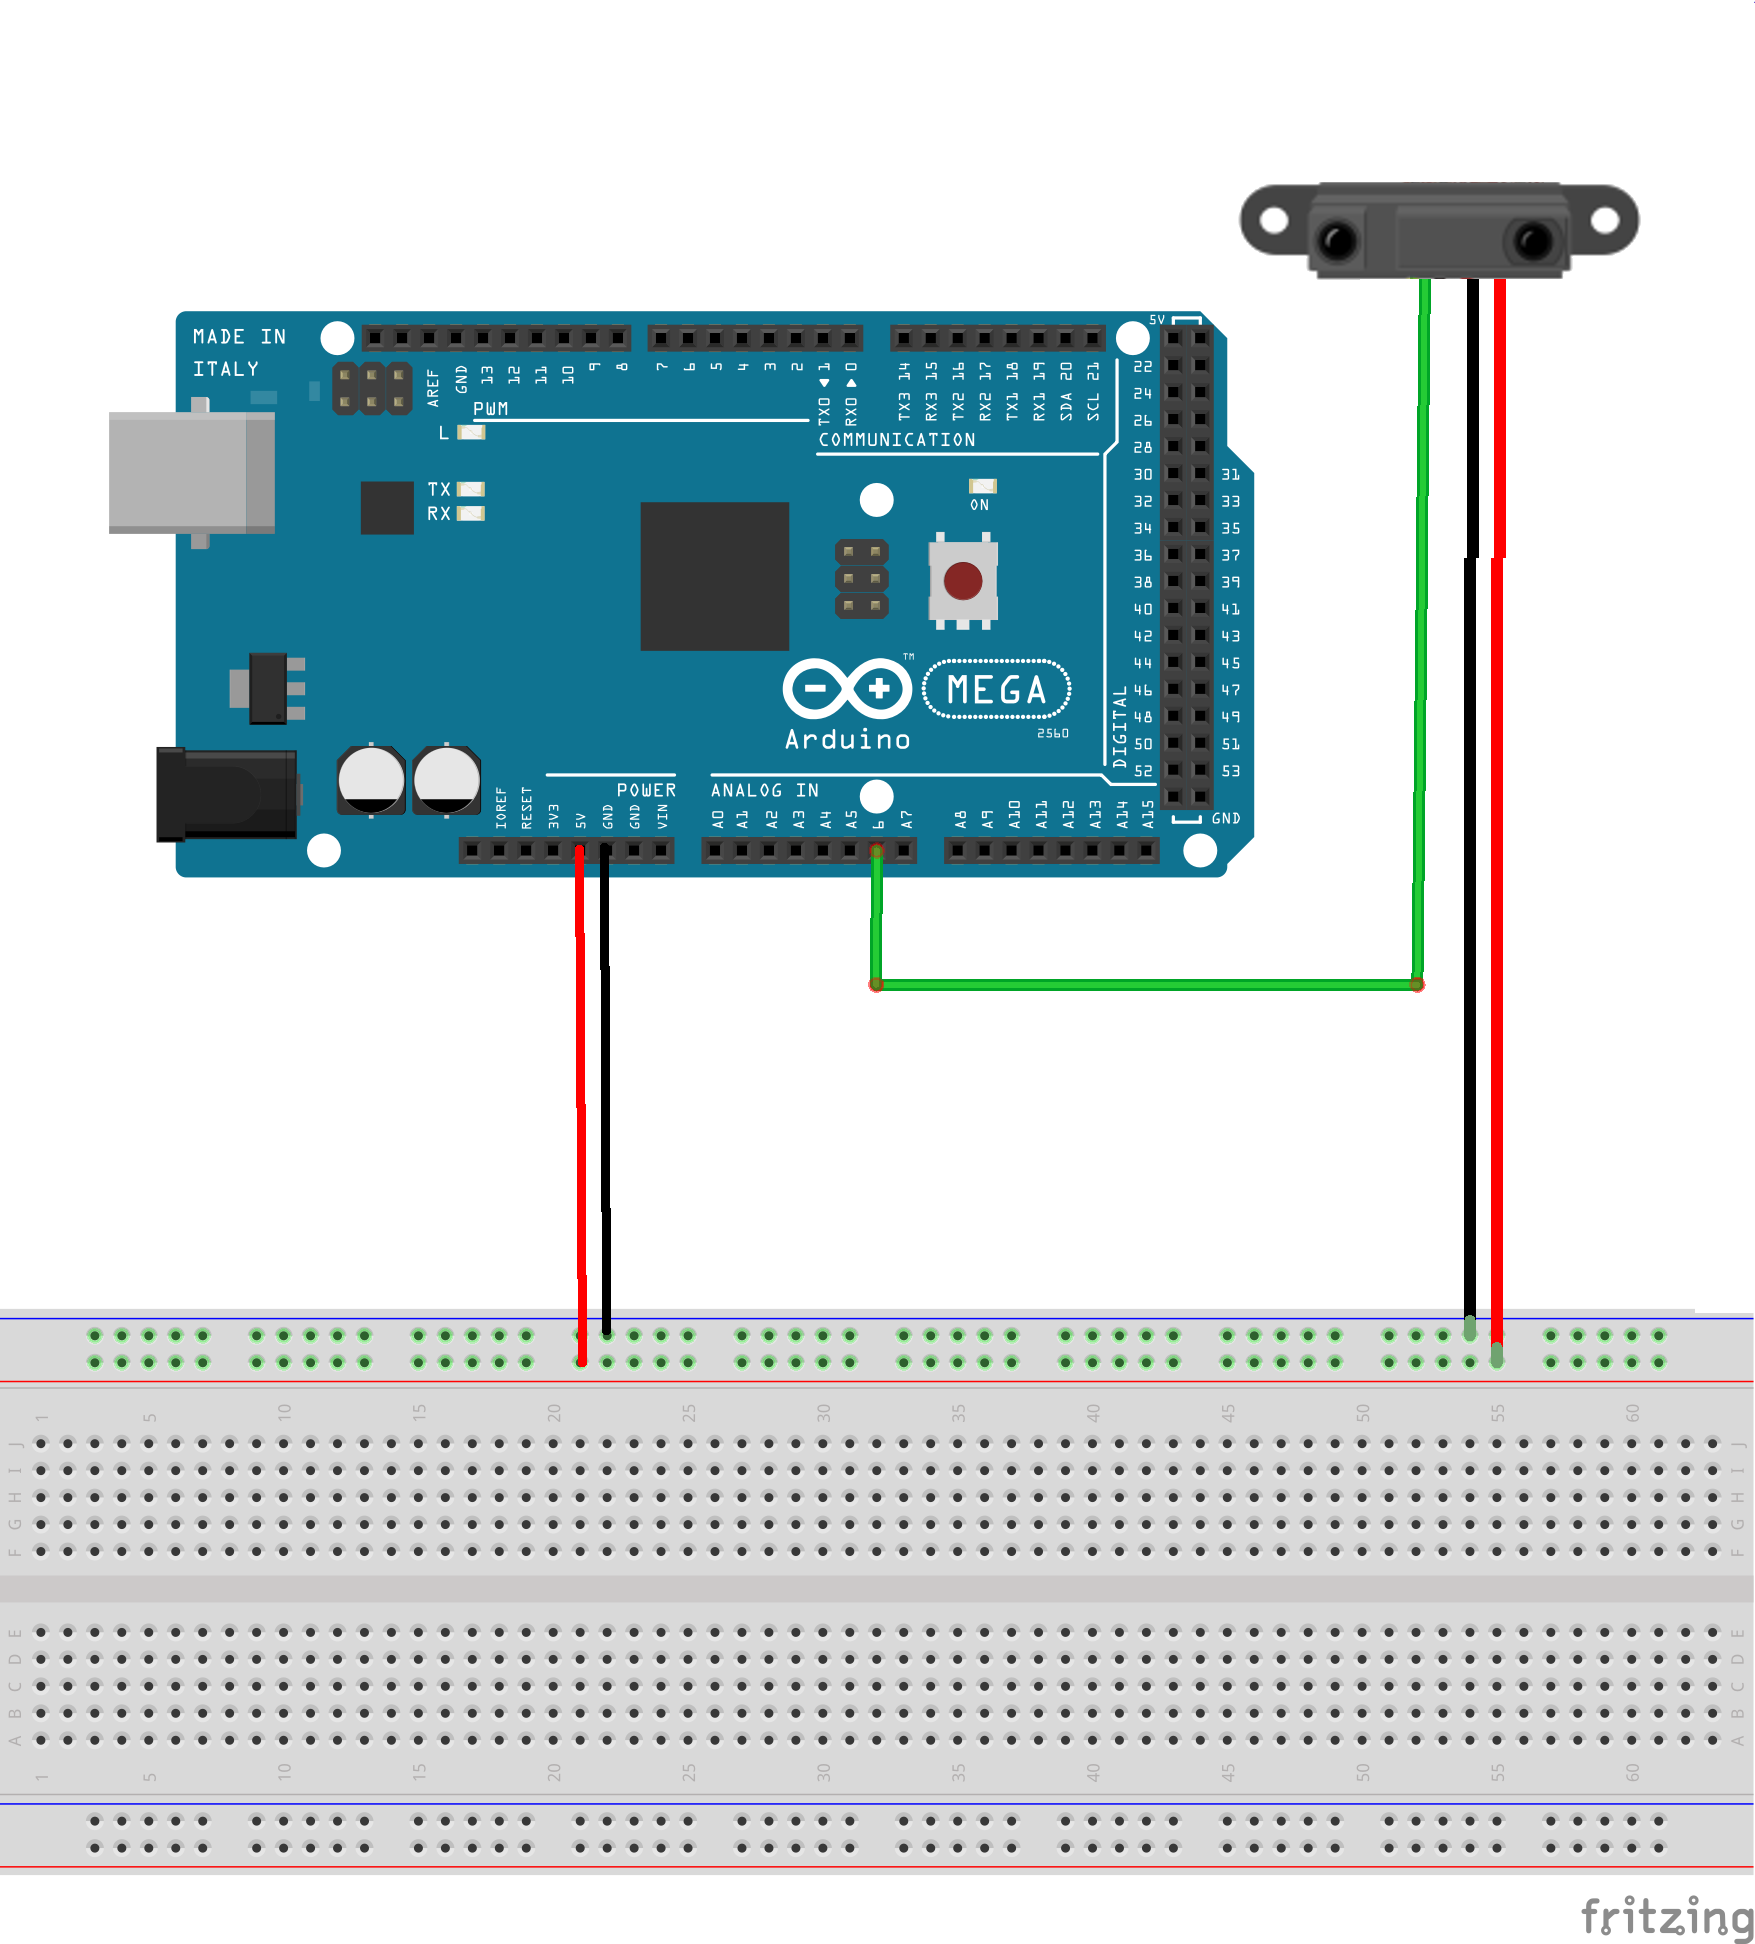 MADE IN
ITALY
AREF
GND
13
12
11
10
9
8
7
6
5
4
3
2
TX0 1
RX0 0
TX3 14
RX3 15
TX2 16
RX2 17
TX1 18
RX1 19
SDA 20
SCL 21
5V
PWM
COMMUNICATION
L
TX
RX
ON
22
24
26
28
30 31
32 33
34 35
36 37
38 39
40 41
42 43
44 45
46 47
48 49
50 51
52 53
GND
DIGITAL
TM
MEGA
Arduino
2560
POWER
ANALOG IN
IOREF
RESET
3V3
5V
GND
GND
VIN
A0
A1
A2
A3
A4
A5
6
A7
A8
A9
A10
A11
A12
A13
A14
A15
1 5 10 15 20 25 30 35 40 45 50 55 60
J J
I I
H H
G G
F F
E E
D D
C C
B B
A A
1 5 10 15 20 25 30 35 40 45 50 55 60
fritzing